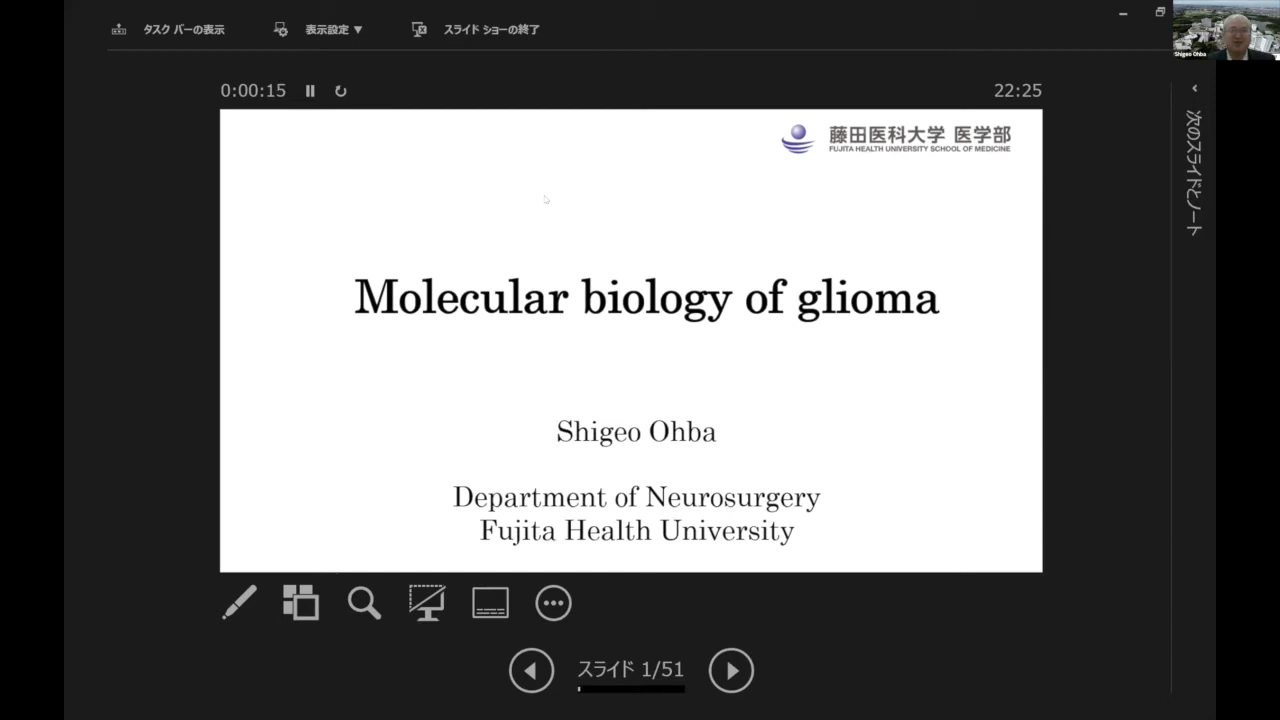 タスク バーの表示
表示設定 ▼
スライド ショーの終了
Shigeo Ohba
0:00:15
22:25
次のスライドとノート
藤田医科大学 医学部
FUJITA HEALTH UNIVERSITY SCHOOL OF MEDICINE
Molecular biology of glioma
Shigeo Ohba
Department of Neurosurgery
Fujita Health University
スライド 1/51